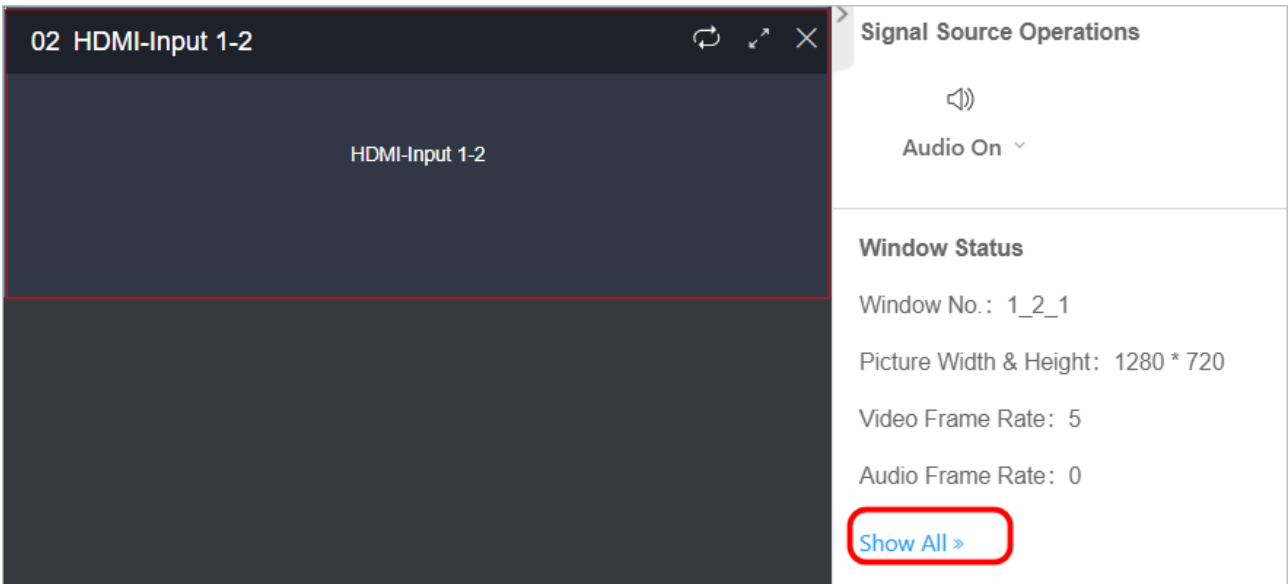 02 HDMI-Input 1-2
HDMI-Input 1-2
Signal Source Operations
Audio On
Window Status
Window No.: 1_2_1
Picture Width & Height: 1280 * 720
Video Frame Rate: 5
Audio Frame Rate: 0
Show All »